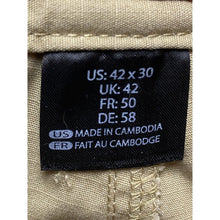 US: 42 x 30
UK: 42
FR: 50
DE: 58
US MADE IN CAMBODIA
FR FAIT AU CAMBODGE